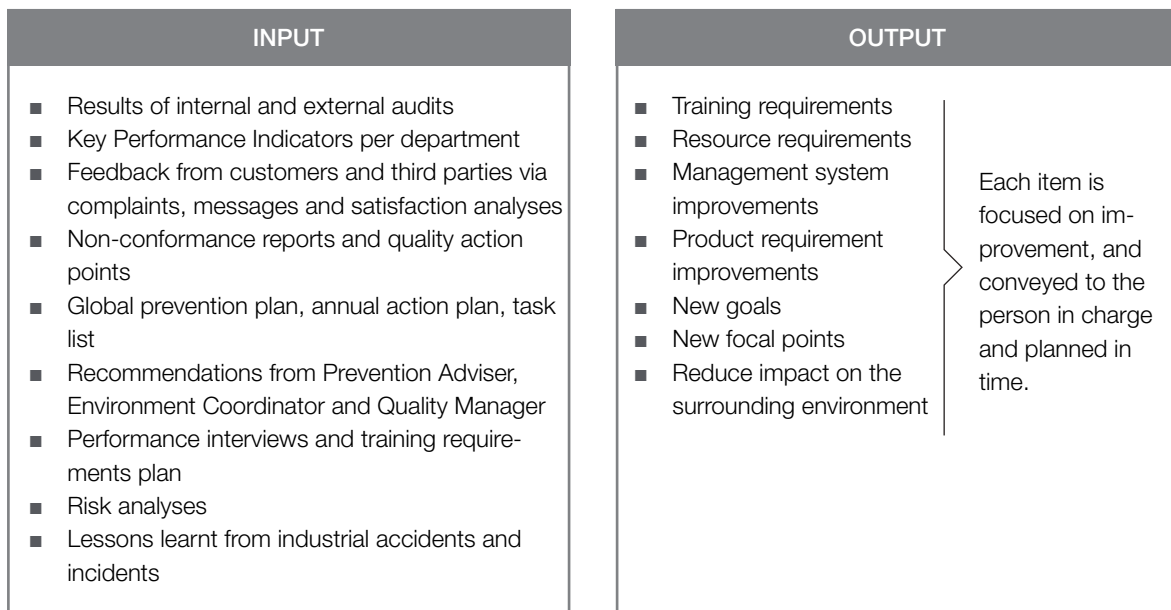 INPUT
■ Results of internal and external audits
■ Key Performance Indicators per department
■ Feedback from customers and third parties via
complaints, messages and satisfaction analyses
■ Non-conformance reports and quality action
points
■ Global prevention plan, annual action plan, task
list
■ Recommendations from Prevention Adviser,
Environment Coordinator and Quality Manager
■ Performance interviews and training require-
ments plan
■ Risk analyses
■ Lessons learnt from industrial accidents and
incidents
OUTPUT
■ Training requirements
■ Resource requirements
■ Management system
improvements
■ Product requirement
improvements
■ New goals
■ New focal points
■ Reduce impact on the
surrounding environment
Each item is
focused on im-
provement, and
conveyed to the
person in charge
and planned in
time.